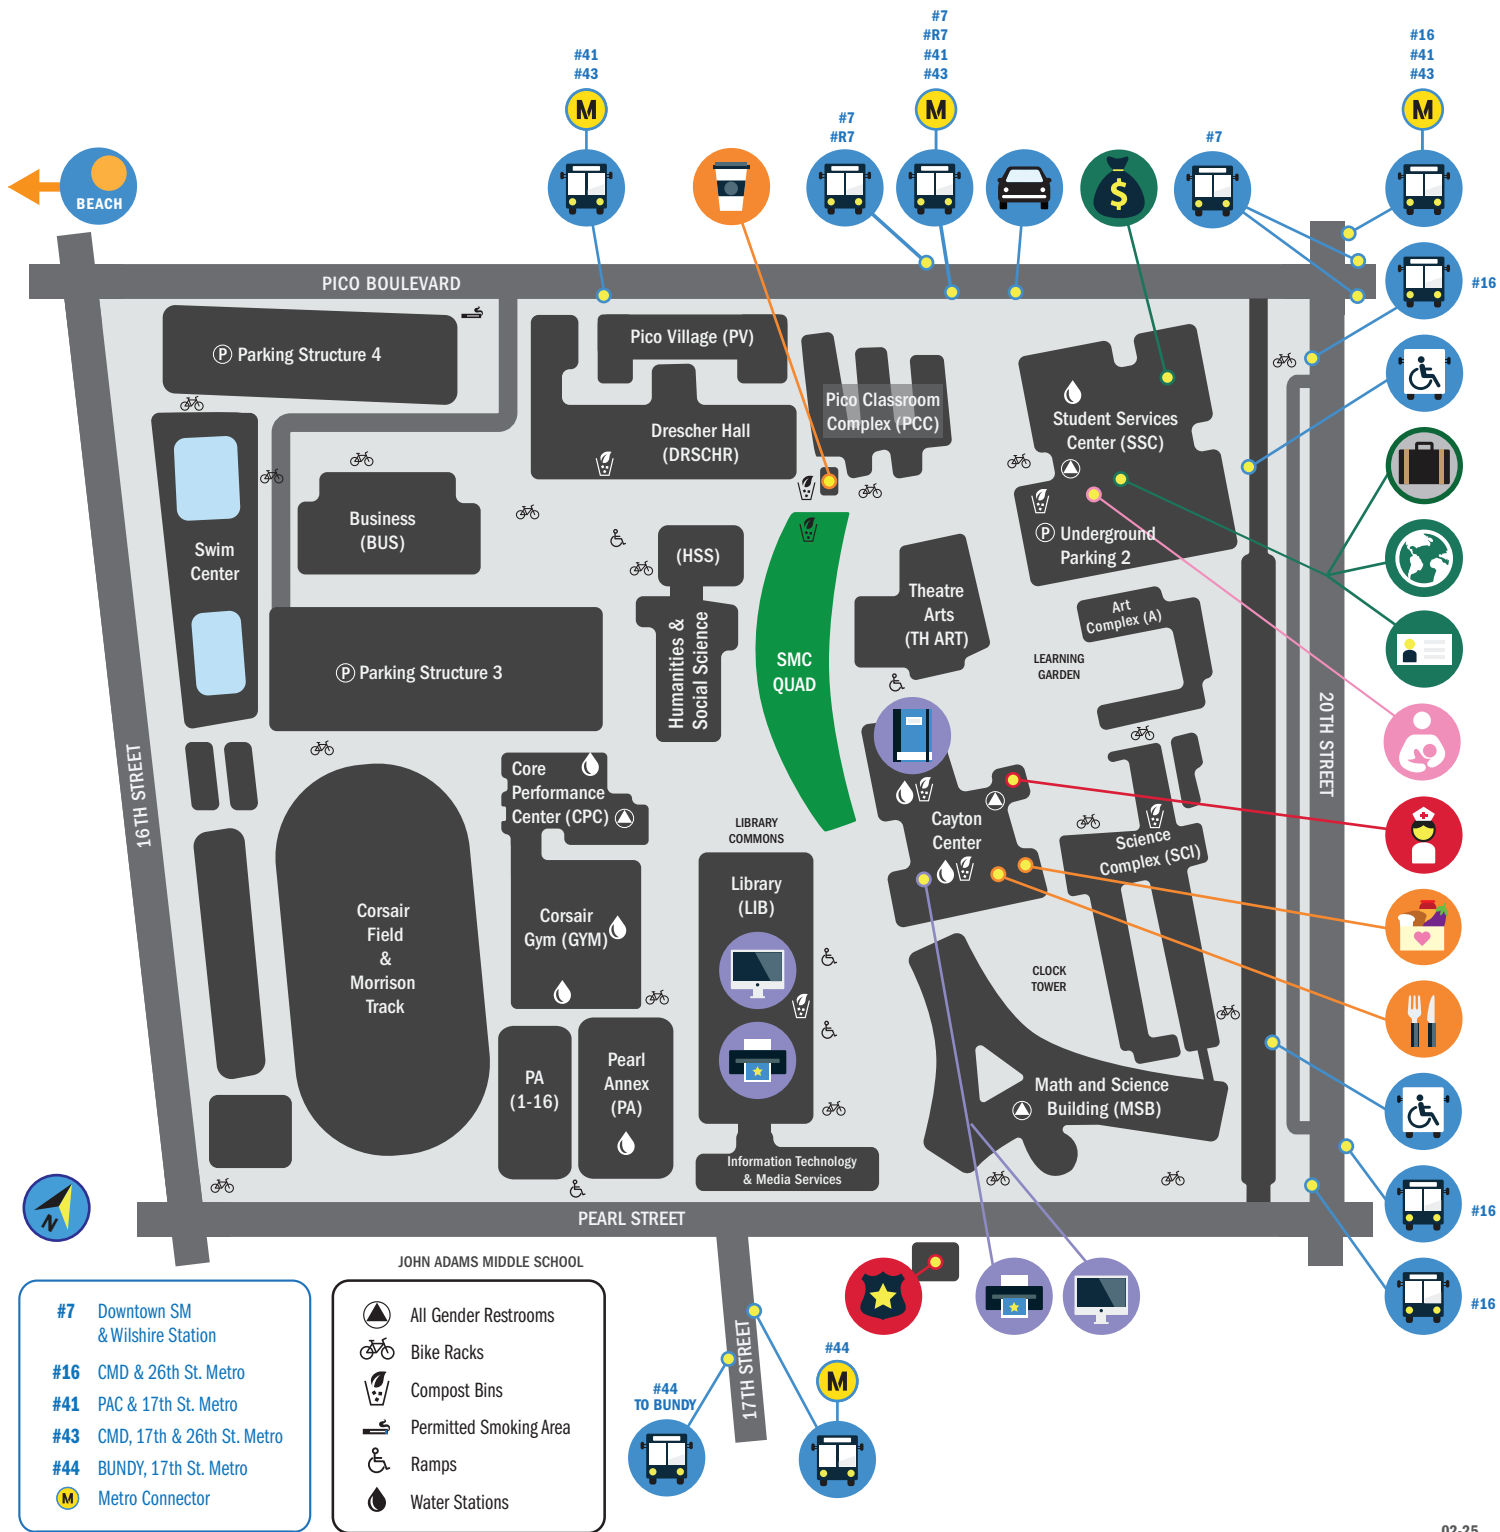 #7
#R7
#41
#43
#41
#43
#7
#R7
#7
#16
#41
#43
M
M
M
BEACH
#16
PICO BOULEVARD
P Parking Structure 4
Pico Village (PV)
Pico Classroom
Complex (PCC)
Drescher Hall
(DRSCHR)
Student Services
Center (SSC)
P Underground
Parking 2
Business
(BUS)
Swim
Center
(HSS)
Humanities &
Social Science
SMC
QUAD
Theatre
Arts
(TH ART)
Art
Complex (A)
LEARNING
GARDEN
P Parking Structure 3
20TH STREET
16TH STREET
Core
Performance
Center (CPC)
LIBRARY
COMMONS
Cayton
Center
Science
Complex (SCI)
Library
(LIB)
Corsair
Field
&
Morrison
Track
Corsair
Gym (GYM)
CLOCK
TOWER
PA
(1-16)
Pearl
Annex
(PA)
Math and Science
Building (MSB)
Information Technology
& Media Services
N
PEARL STREET
#16
#16
JOHN ADAMS MIDDLE SCHOOL
17TH STREET
#44
TO BUNDY
#44
M
#7 Downtown SM
& Wilshire Station
#16 CMD & 26th St. Metro
#41 PAC & 17th St. Metro
#43 CMD, 17th & 26th St. Metro
#44 BUNDY, 17th St. Metro
M Metro Connector
All Gender Restrooms
Bike Racks
Compost Bins
Permitted Smoking Area
Ramps
Water Stations
$
02-25